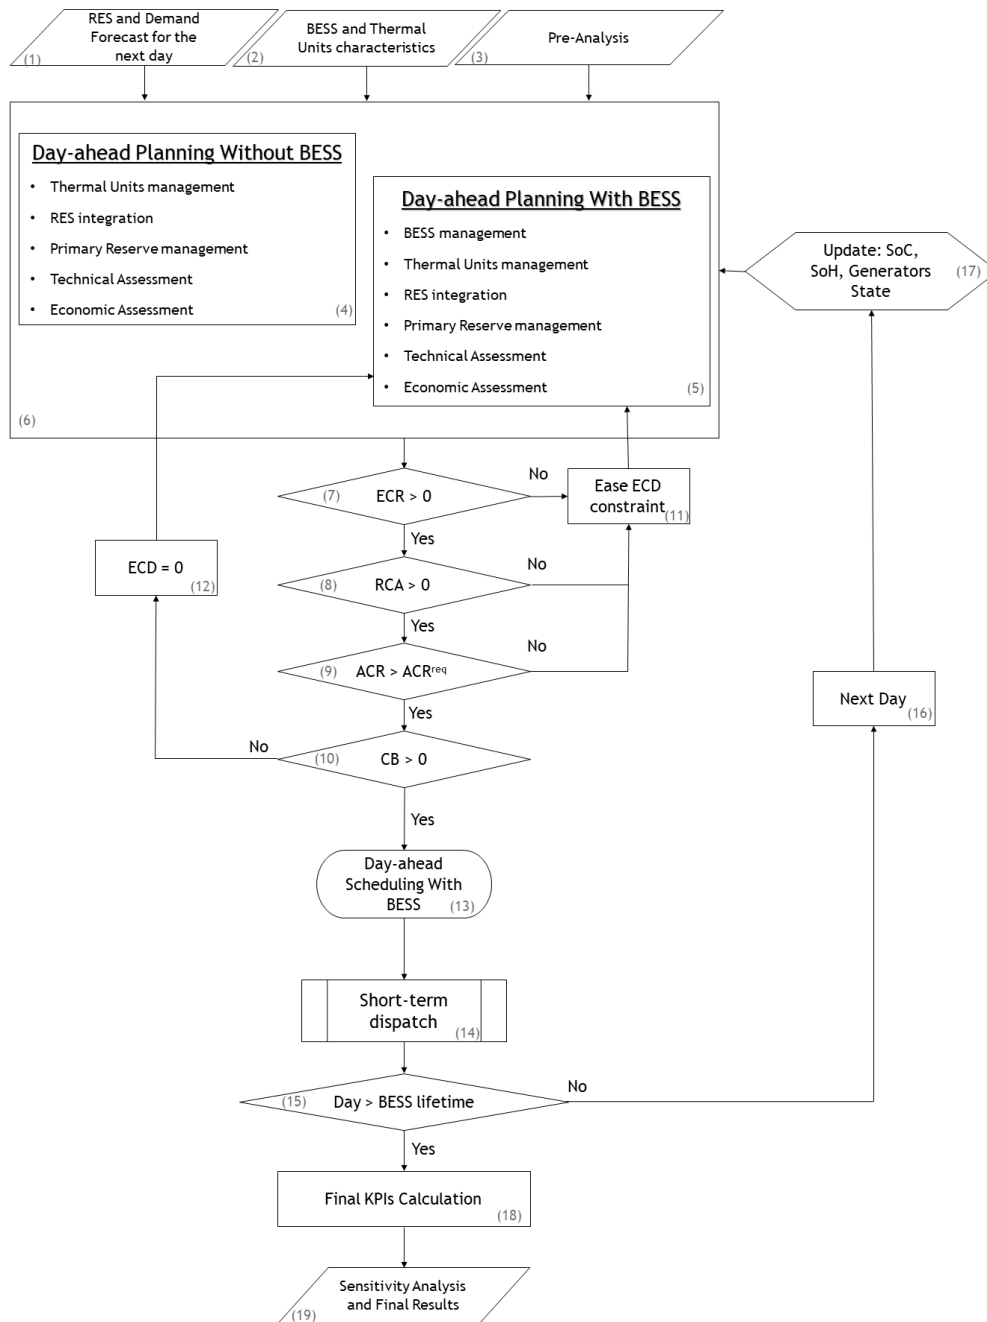 RES and Demand
Forecast for the
next day
(1)
BESS and Thermal
Units characteristics
(2)
Pre-Analysis
(3)
Day-ahead Planning Without BESS
• Thermal Units management
• RES integration
• Primary Reserve management
• Technical Assessment
• Economic Assessment
(4)
Day-ahead Planning With BESS
• BESS management
• Thermal Units management
• RES integration
• Primary Reserve management
• Technical Assessment
• Economic Assessment
(5)
(6)
Update: SoC,
SoH, Generators
State
(17)
(7) ECR > 0
No
Yes
Ease ECD
constraint
(11)
(8) RCA > 0
No
Yes
ECD = 0
(12)
(9) ACR > ACRreq
No
Yes
(10) CB > 0
No
Yes
Next Day
(16)
Day-ahead
Scheduling With
BESS
(13)
Short-term
dispatch
(14)
(15) Day > BESS lifetime
No
Yes
Final KPIs Calculation
(18)
Sensitivity Analysis
and Final Results
(19)